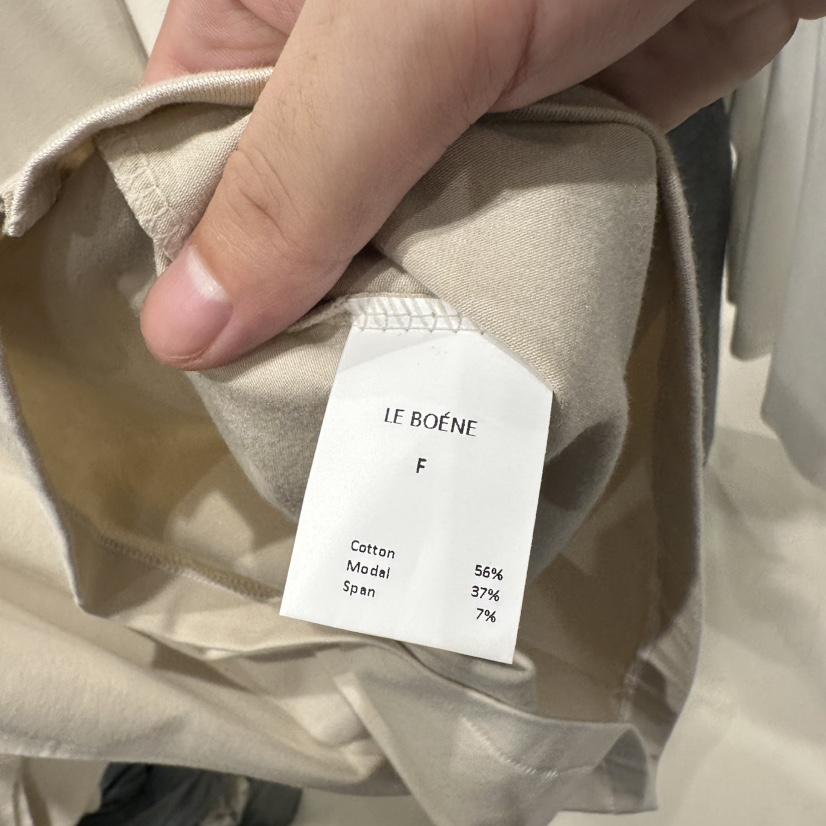 LE BOÉNE
F
Cotton 56%
Modal 37%
Span 7%